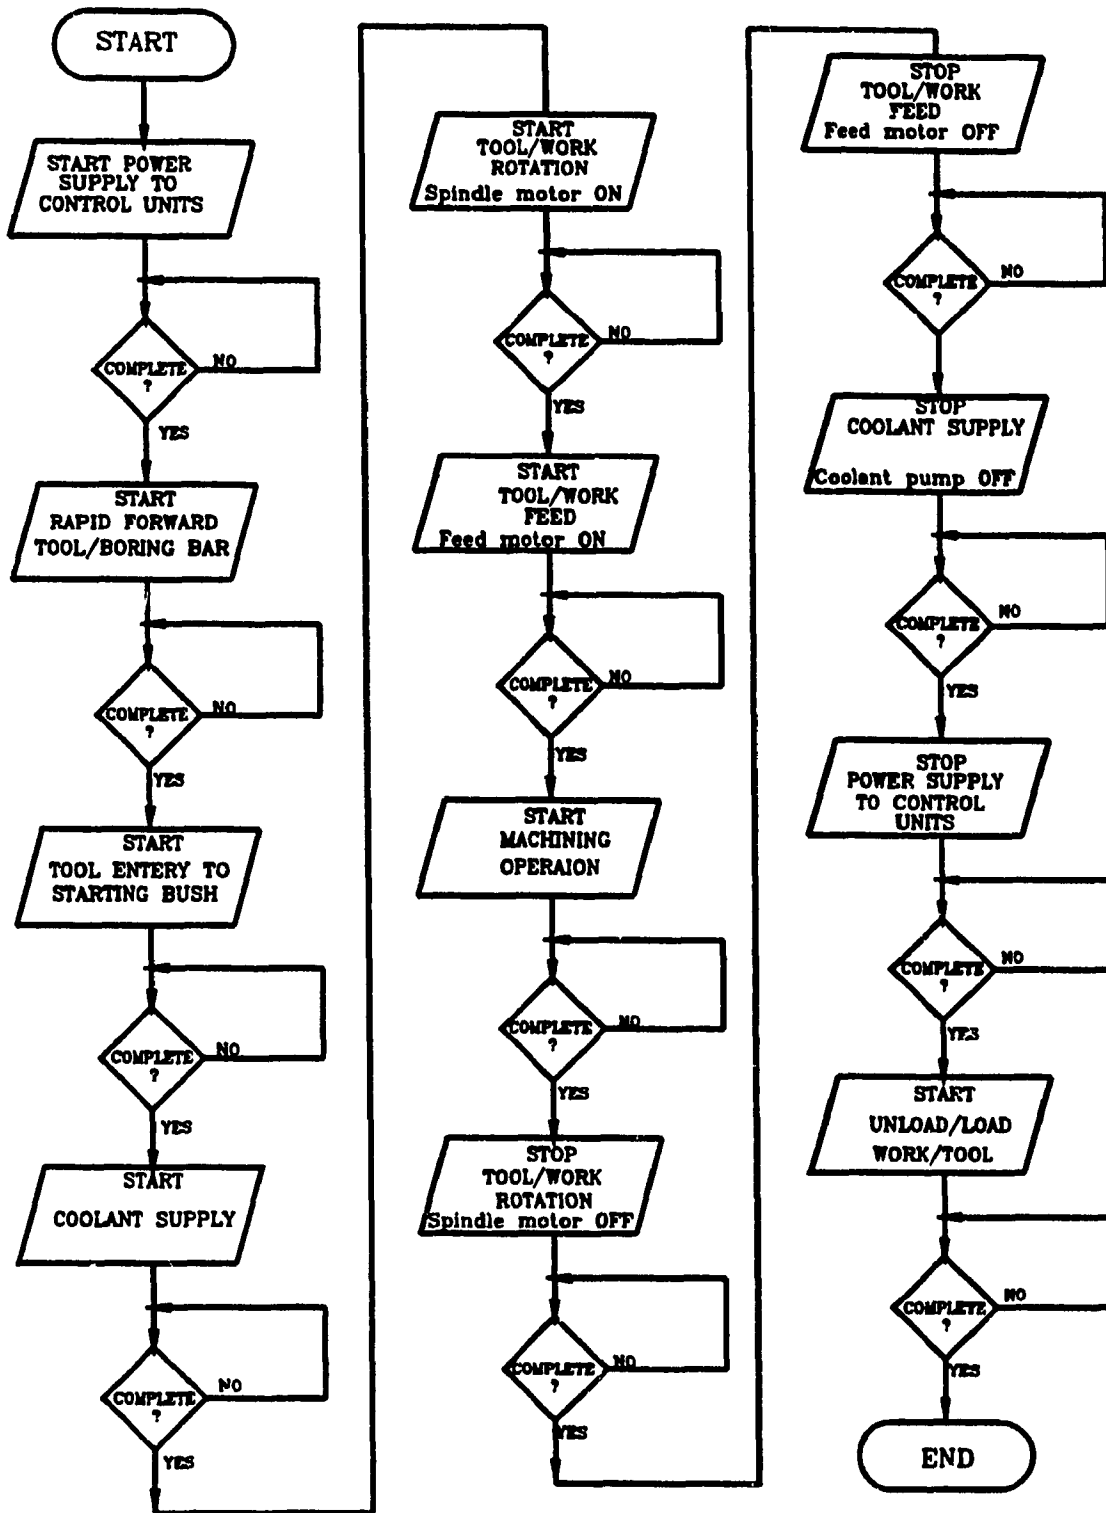 START
START POWER
SUPPLY TO
CONTROL UNITS
COMPLETE
?
NO
YES
START
RAPID FORWARD
TOOL/BORING BAR
COMPLETE
?
NO
YES
START
TOOL ENTERY TO
STARTING BUSH
COMPLETE
?
NO
YES
START
COOLANT SUPPLY
COMPLETE
?
NO
YES
START
TOOL/WORK
ROTATION
Spindle motor ON
COMPLETE
?
NO
YES
START
TOOL/WORK
FEED
Feed motor ON
COMPLETE
?
NO
YES
START
MACHINING
OPERAION
COMPLETE
?
NO
YES
STOP
TOOL/WORK
ROTATION
Spindle motor OFF
COMPLETE
?
NO
YES
STOP
TOOL/WORK
FEED
Feed motor OFF
COMPLETE
?
NO
STOP
COOLANT SUPPLY
Coolant pump OFF
COMPLETE
?
NO
YES
STOP
POWER SUPPLY
TO CONTROL
UNITS
COMPLETE
?
NO
YES
START
UNLOAD/LOAD
WORK/TOOL
COMPLETE
?
NO
YES
END